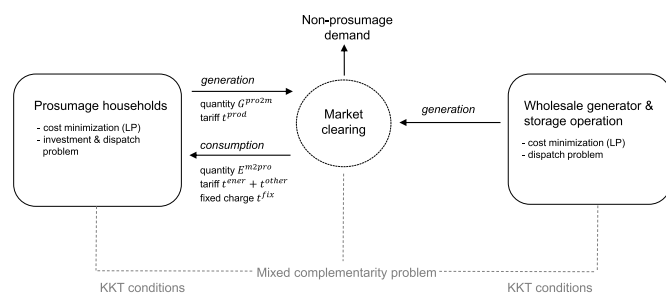 Non-prosumage
demand
generation
quantity G^{pro2m}
tariff t^{prod}
Prosumage households
- cost minimization (LP)
- investment & dispatch
problem
Market
clearing
generation
Wholesale generator &
storage operation
- cost minimization (LP)
- dispatch problem
consumption
quantity E^{m2pro}
tariff t^{ener} + t^{other}
fixed charge t^{fix}
Mixed complementarity problem
KKT conditions
KKT conditions